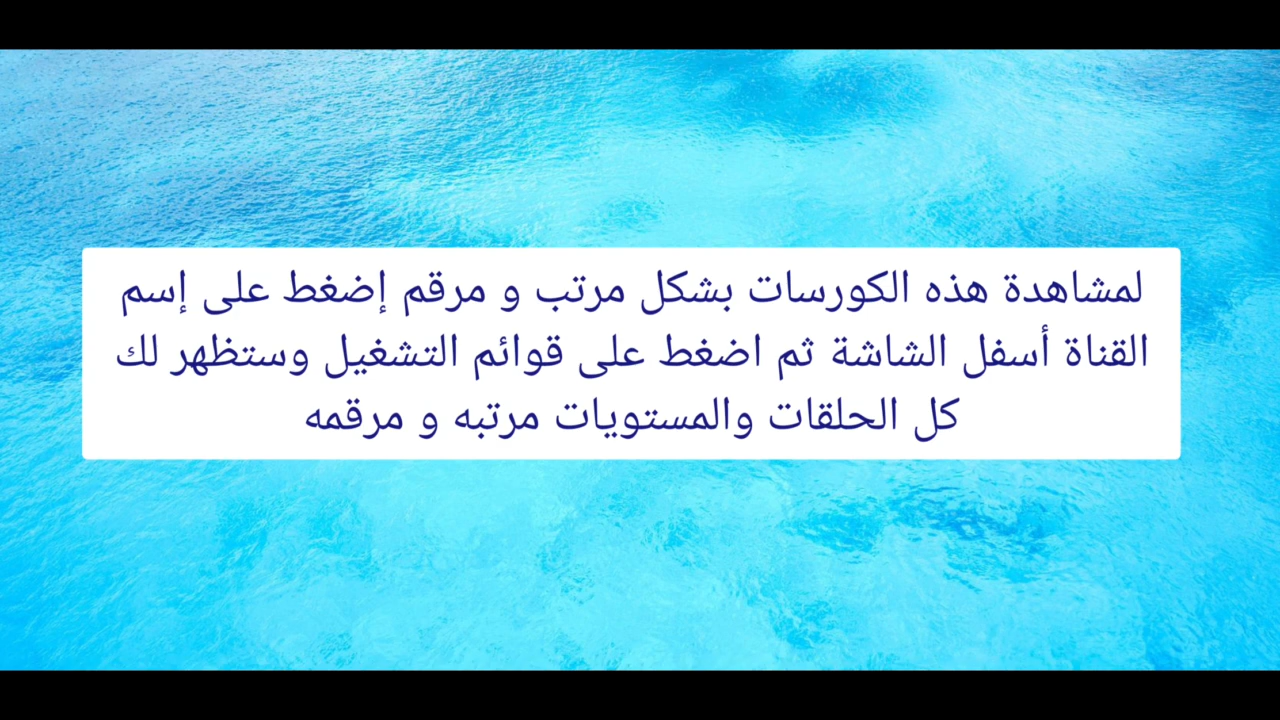 لمشاهدة هذه الكورسات بشكل مرتب و مرقم إضغط على إسم
القناة أسفل الشاشة ثم اضغط على قوائم التشغيل وستظهر لك
كل الحلقات والمستويات مرتبه و مرقمه